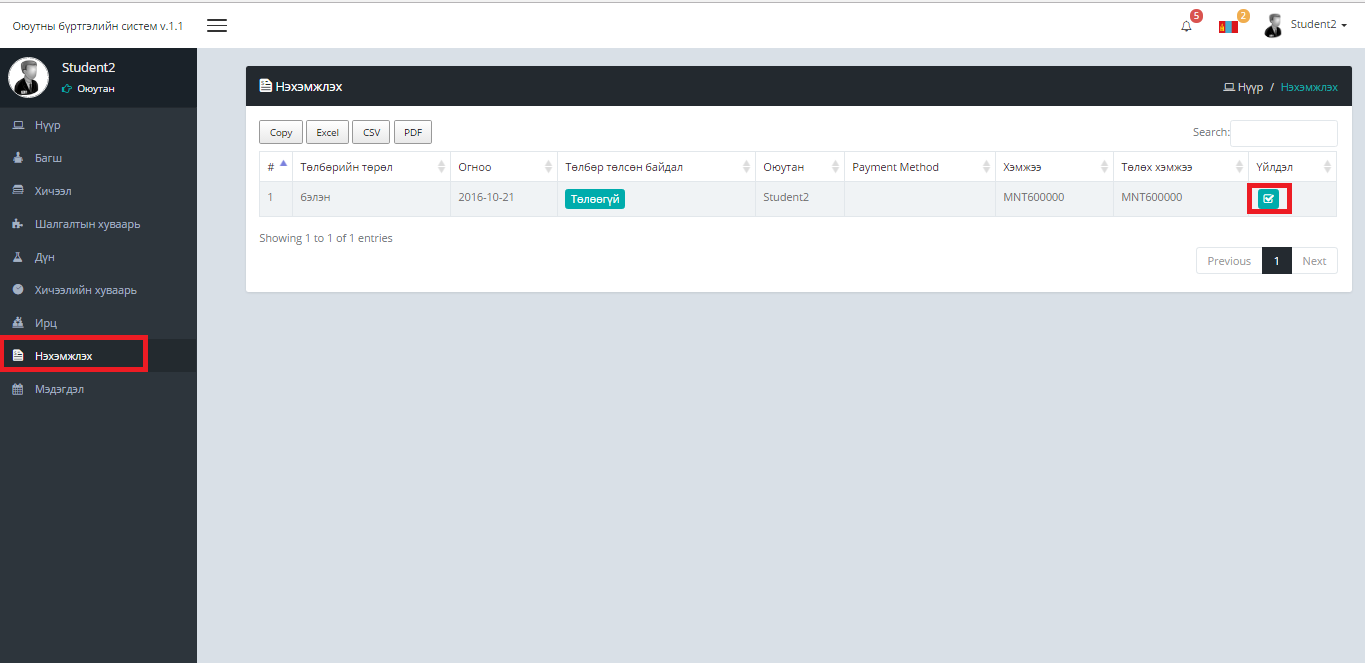 Оюутны бүртгэлийн систем v.1.1
5
2
Student2
Student2
Оюутан
Нүүр
Багш
Хичээл
Шалгалтын хуваарь
Дүн
Хичээлийн хуваарь
Ирц
Нэхэмжлэх
Мэдэгдэл
Нэхэмжлэх
Нүүр / Нэхэмжлэх
Copy Excel CSV PDF
Search:
# Төлбөрийн төрөл Огноо Төлбөр төлсөн байдал Оюутан Payment Method Хэмжээ Төлөх хэмжээ Үйлдэл
1 бэлэн 2016-10-21 Төлөөгүй Student2 MNT600000 MNT600000
Showing 1 to 1 of 1 entries
Previous 1 Next